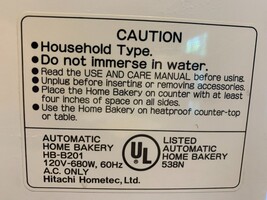 CAUTION
● Household Type.
● Do not immerse in water.
● Read the USE AND CARE MANUAL before using.
● Unplug before inserting or removing accessories.
● Place the Home Bakery on counter with at least
four inches of space on all sides.
● Use the Home Bakery on heatproof counter-top
or table.
AUTOMATIC
HOME BAKERY
HB-B201
120V-680W, 60Hz
A.C. ONLY
Hitachi Hometec, Ltd.
UL
®
LISTED
AUTOMATIC
HOME BAKERY
538N